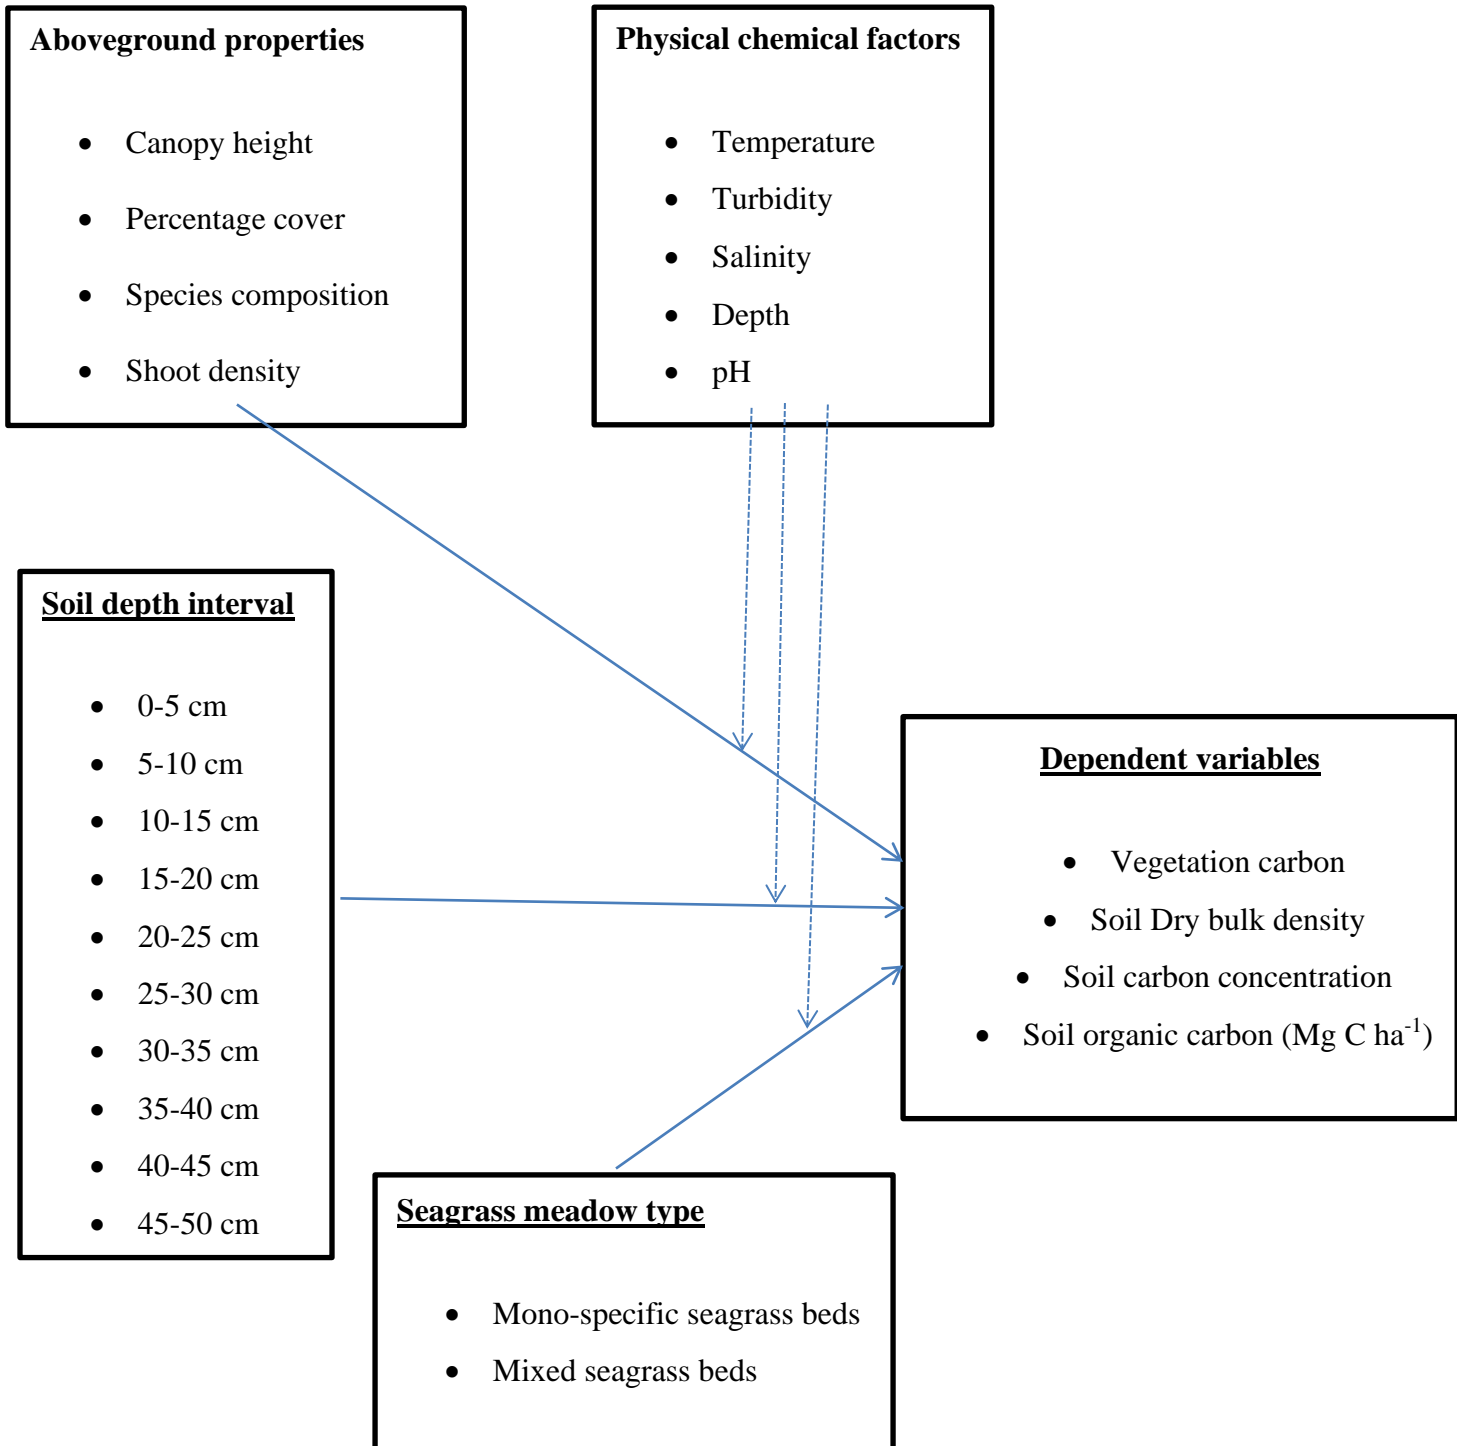 Aboveground properties
• Canopy height
• Percentage cover
• Species composition
• Shoot density
Physical chemical factors
• Temperature
• Turbidity
• Salinity
• Depth
• pH
Soil depth interval
• 0-5 cm
• 5-10 cm
• 10-15 cm
• 15-20 cm
• 20-25 cm
• 25-30 cm
• 30-35 cm
• 35-40 cm
• 40-45 cm
• 45-50 cm
Dependent variables
• Vegetation carbon
• Soil Dry bulk density
• Soil carbon concentration
• Soil organic carbon (Mg C ha⁻¹)
Seagrass meadow type
• Mono-specific seagrass beds
• Mixed seagrass beds